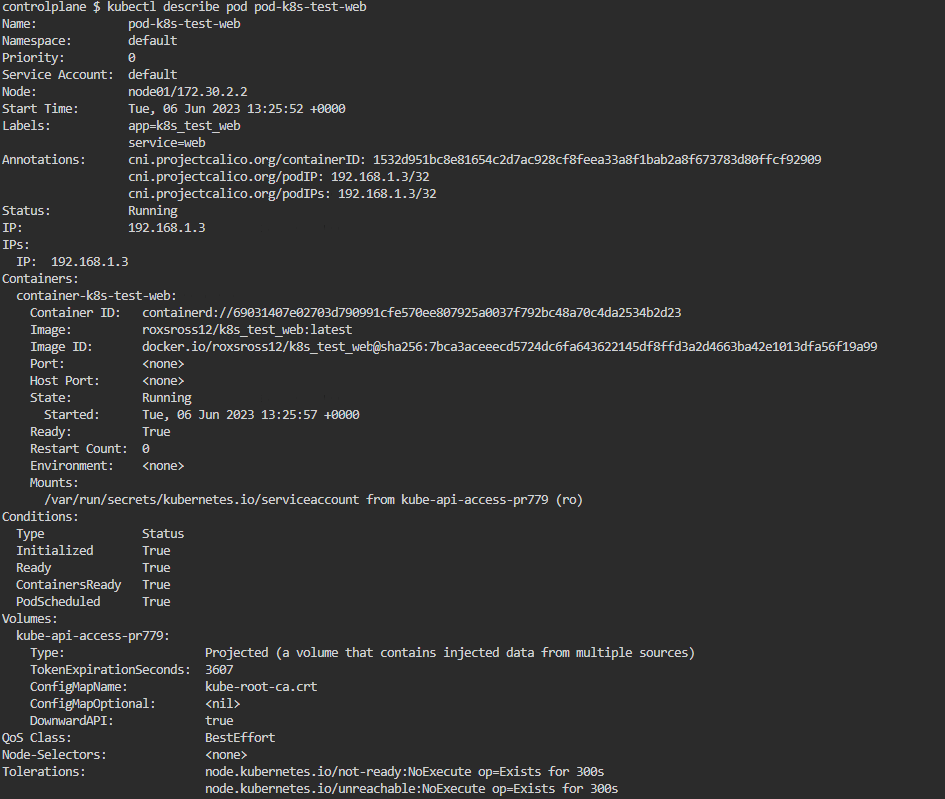 controlplane $ kubectl describe pod pod-k8s-test-web
Name:             pod-k8s-test-web
Namespace:        default
Priority:         0
Service Account:  default
Node:             node01/172.30.2.2
Start Time:       Tue, 06 Jun 2023 13:25:52 +0000
Labels:           app=k8s_test_web
                  service=web
Annotations:      cni.projectcalico.org/containerID: 1532d951bc8e81654c2d7ac928cf8feea33a8f1bab2a8f673783d80ffcf92909
                  cni.projectcalico.org/podIP: 192.168.1.3/32
                  cni.projectcalico.org/podIPs: 192.168.1.3/32
Status:           Running
IP:               192.168.1.3
IPs:
  IP:  192.168.1.3
Containers:
  container-k8s-test-web:
    Container ID:   containerd://69031407e02703d790991cfe570ee807925a0037f792bc48a70c4da2534b2d23
    Image:          roxsross12/k8s_test_web:latest
    Image ID:       docker.io/roxsross12/k8s_test_web@sha256:7bca3aceeecd5724dc6fa643622145df8ffd3a2d4663ba42e1013dfa56f19a99
    Port:           <none>
    Host Port:      <none>
    State:          Running
      Started:      Tue, 06 Jun 2023 13:25:57 +0000
    Ready:          True
    Restart Count:  0
    Environment:    <none>
    Mounts:
      /var/run/secrets/kubernetes.io/serviceaccount from kube-api-access-pr779 (ro)
Conditions:
  Type              Status
  Initialized       True
  Ready             True
  ContainersReady   True
  PodScheduled      True
Volumes:
  kube-api-access-pr779:
    Type:                    Projected (a volume that contains injected data from multiple sources)
    TokenExpirationSeconds:  3607
    ConfigMapName:           kube-root-ca.crt
    ConfigMapOptional:       <nil>
    DownwardAPI:             true
QoS Class:                   BestEffort
Node-Selectors:              <none>
Tolerations:                 node.kubernetes.io/not-ready:NoExecute op=Exists for 300s
                             node.kubernetes.io/unreachable:NoExecute op=Exists for 300s